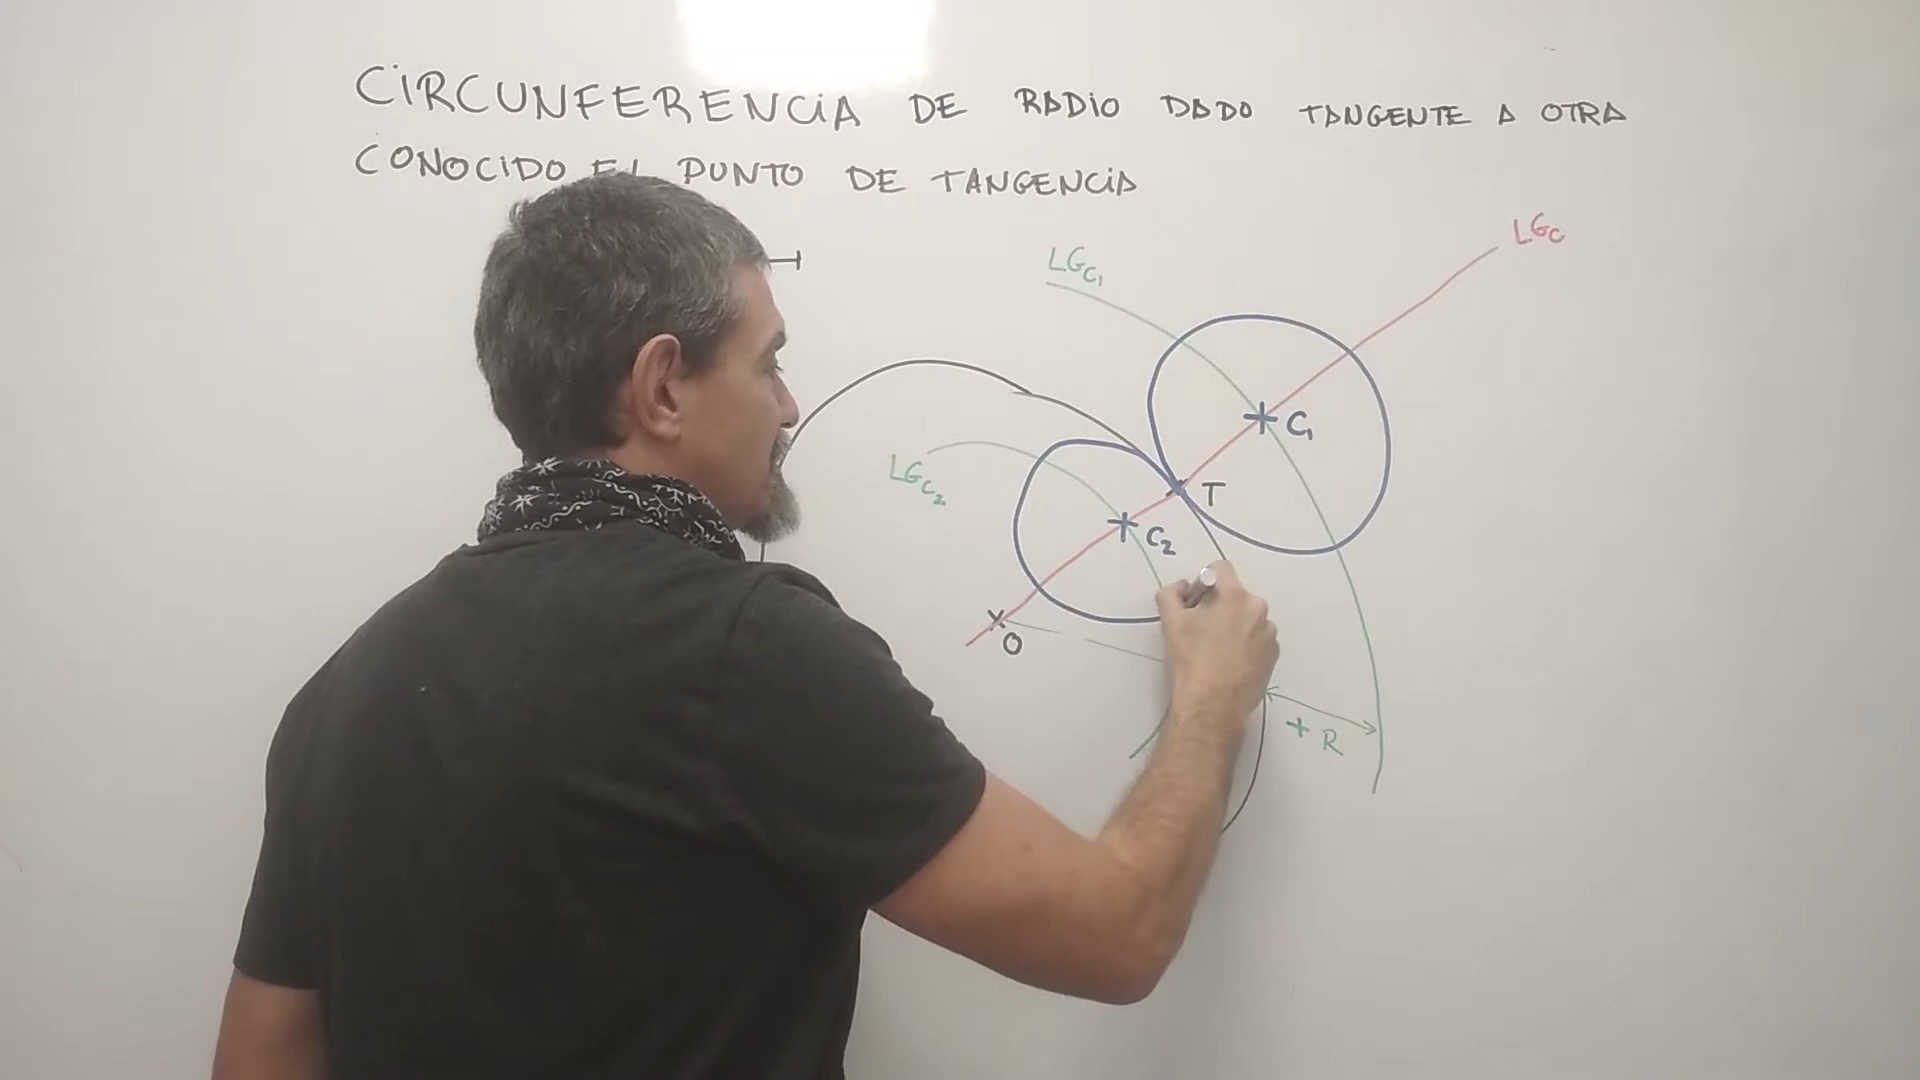 CIRCUNFERENCIA DE RADIO DADO TANGENTE A OTRA
CONOCIDO EL PUNTO DE TANGENCIA
LGc
LGc₁
C₁
LGc₂
T
C₂
O
+ R